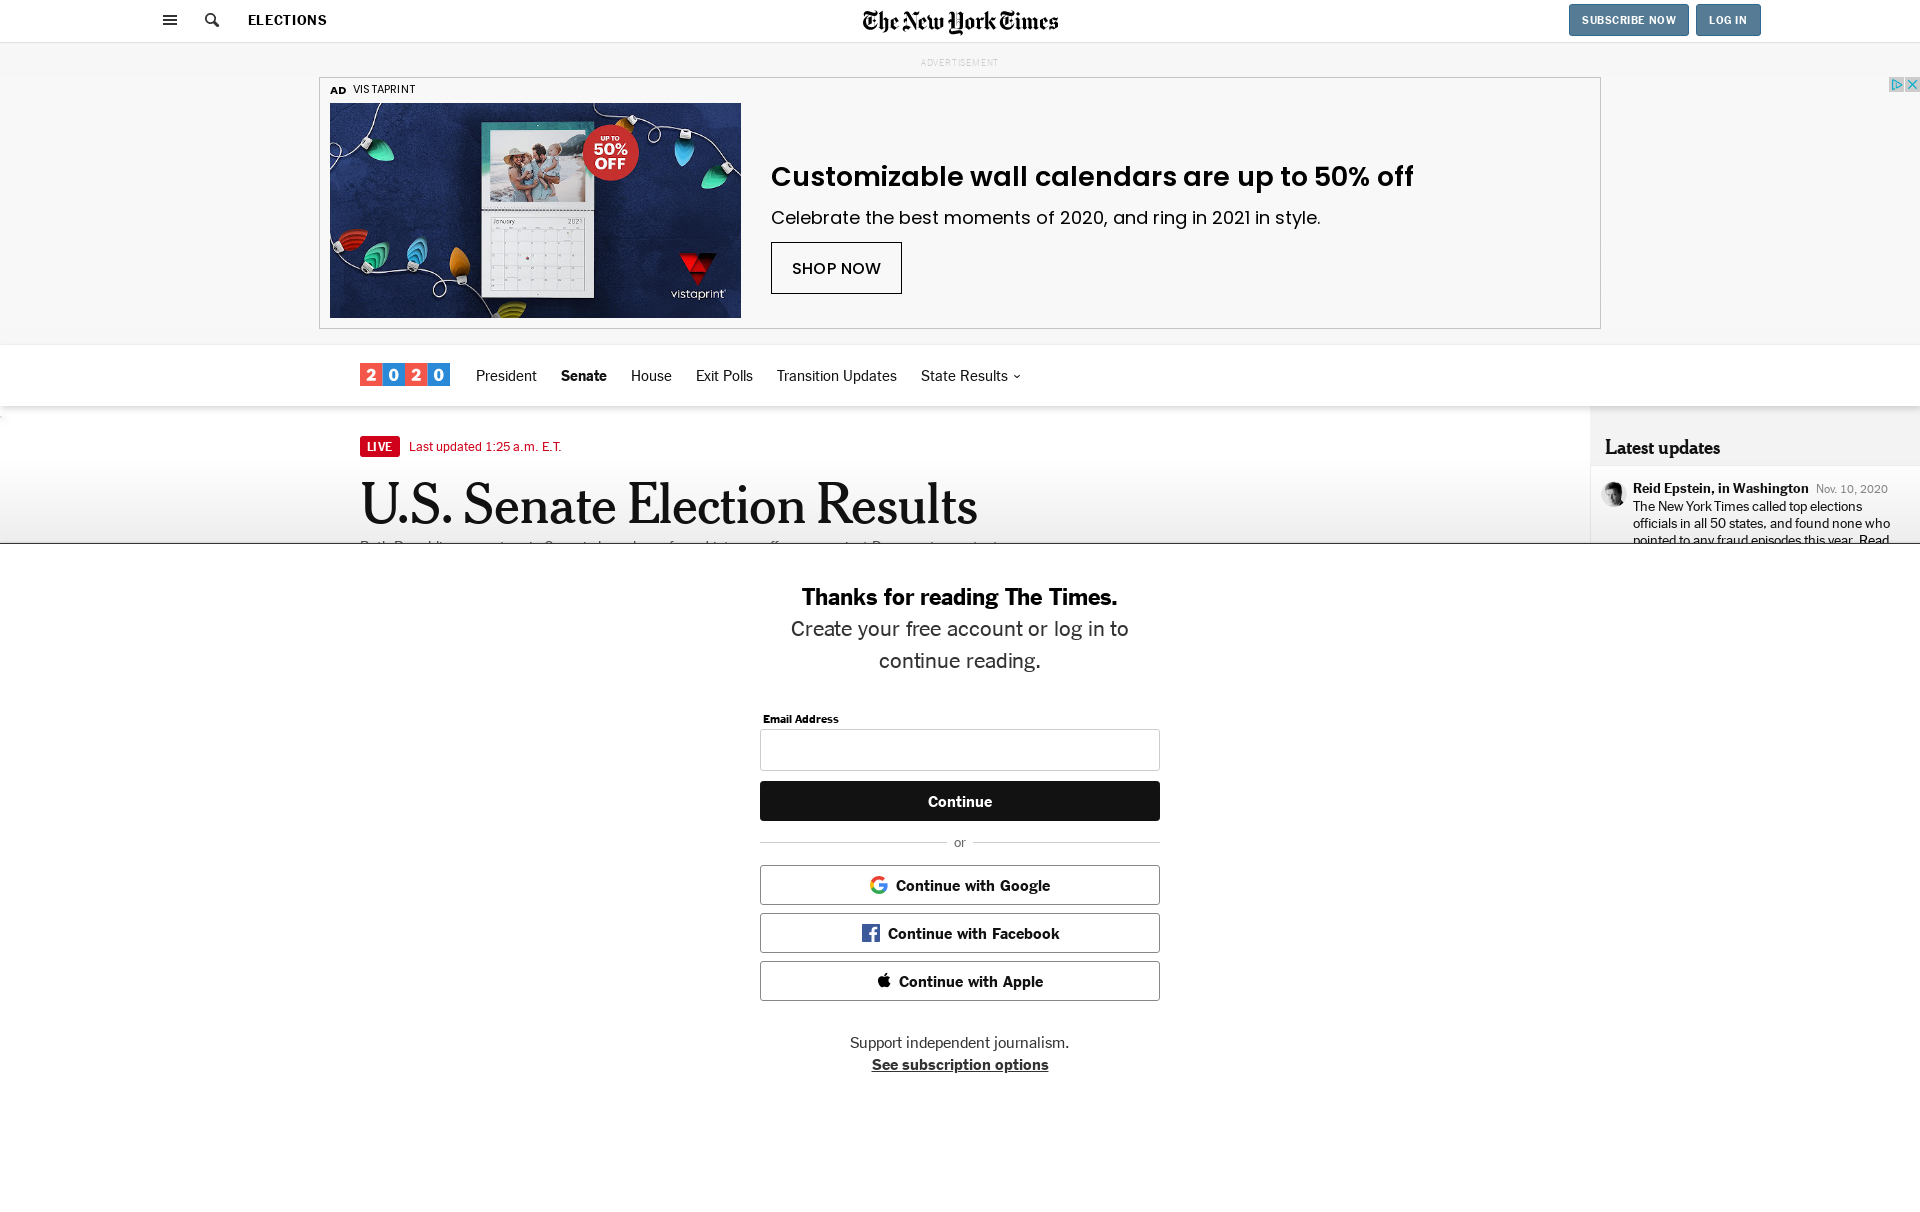 ELECTIONS
The New York Times
SUBSCRIBE NOW
LOG IN
ADVERTISEMENT
AD VISTAPRINT
UP TO
50%
OFF
January 2021
vistaprint
Customizable wall calendars are up to 50% off
Celebrate the best moments of 2020, and ring in 2021 in style.
SHOP NOW
2020 President Senate House Exit Polls Transition Updates State Results
LIVE Last updated 1:25 a.m. E.T.
U.S. Senate Election Results
Latest updates
Reid Epstein, in Washington Nov. 10, 2020
The New York Times called top elections
officials in all 50 states, and found none who
pointed to any fraud episodes this year. Read
Thanks for reading The Times.
Create your free account or log in to
continue reading.
Email Address
Continue
or
Continue with Google
Continue with Facebook
Continue with Apple
Support independent journalism.
See subscription options